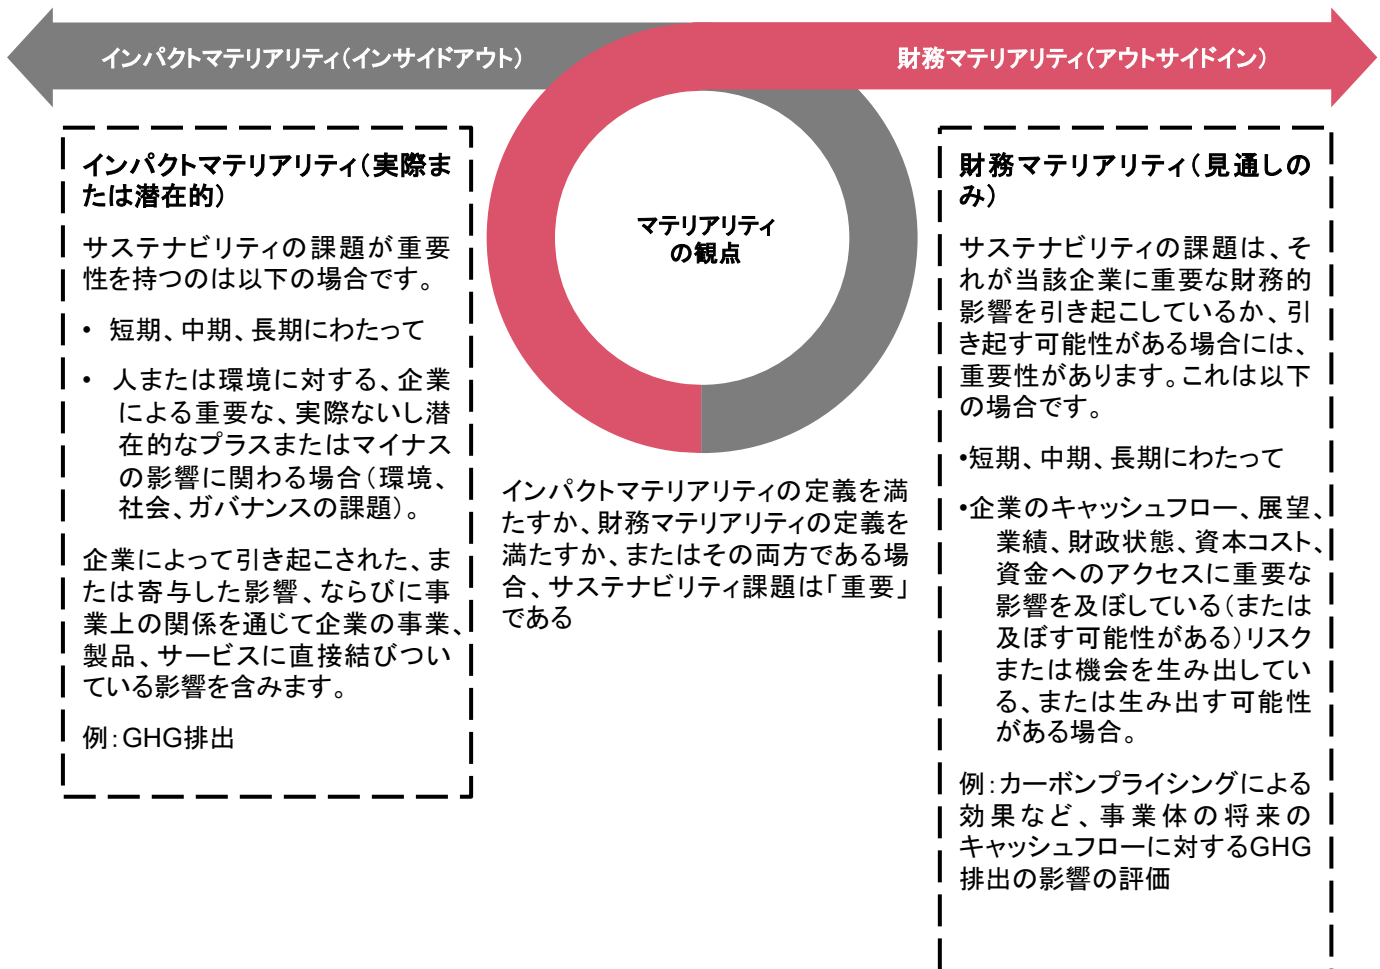 インパクトマテリアリティ(インサイドアウト)
財務マテリアリティ(アウトサイドイン)
インパクトマテリアリティ(実際ま
たは潜在的)
サステナビリティの課題が重要
性を持つのは以下の場合です。
• 短期、中期、長期にわたって
• 人または環境に対する、企業
による重要な、実際ないし潜
在的なプラスまたはマイナス
の影響に関わる場合(環境、
社会、ガバナンスの課題)。
企業によって引き起こされた、ま
たは寄与した影響、ならびに事
業上の関係を通じて企業の事業、
製品、サービスに直接結びつい
ている影響を含みます。
例:GHG排出
マテリアリティ
の観点
インパクトマテリアリティの定義を満
たすか、財務マテリアリティの定義を
満たすか、またはその両方である場
合、サステナビリティ課題は「重要」
である
財務マテリアリティ(見通しの
み)
サステナビリティの課題は、そ
れが当該企業に重要な財務的
影響を引き起こしているか、引
き起す可能性がある場合には、
重要性があります。これは以下
の場合です。
•短期、中期、長期にわたって
•企業のキャッシュフロー、展望、
業績、財政状態、資本コスト、
資金へのアクセスに重要な
影響を及ぼしている(または
及ぼす可能性がある)リスク
または機会を生み出してい
る、または生み出す可能性
がある場合。
例:カーボンプライシングによる
効果など、事業体の将来の
キャッシュフローに対するGHG
排出の影響の評価